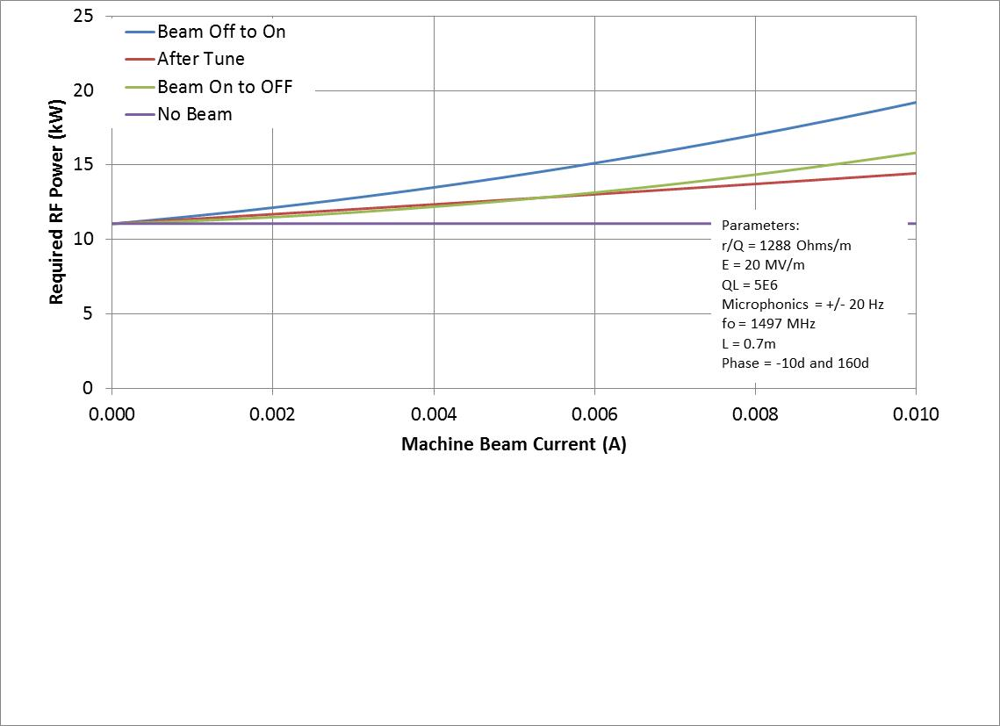 25
20
15
10
5
0
Required RF Power (kW)
Beam Off to On
After Tune
Beam On to OFF
No Beam
Parameters:
r/Q = 1288 Ohms/m
E = 20 MV/m
QL = 5E6
Microphonics = +/- 20 Hz
fo = 1497 MHz
L = 0.7m
Phase = -10d and 160d
0.000 0.002 0.004 0.006 0.008 0.010
Machine Beam Current (A)